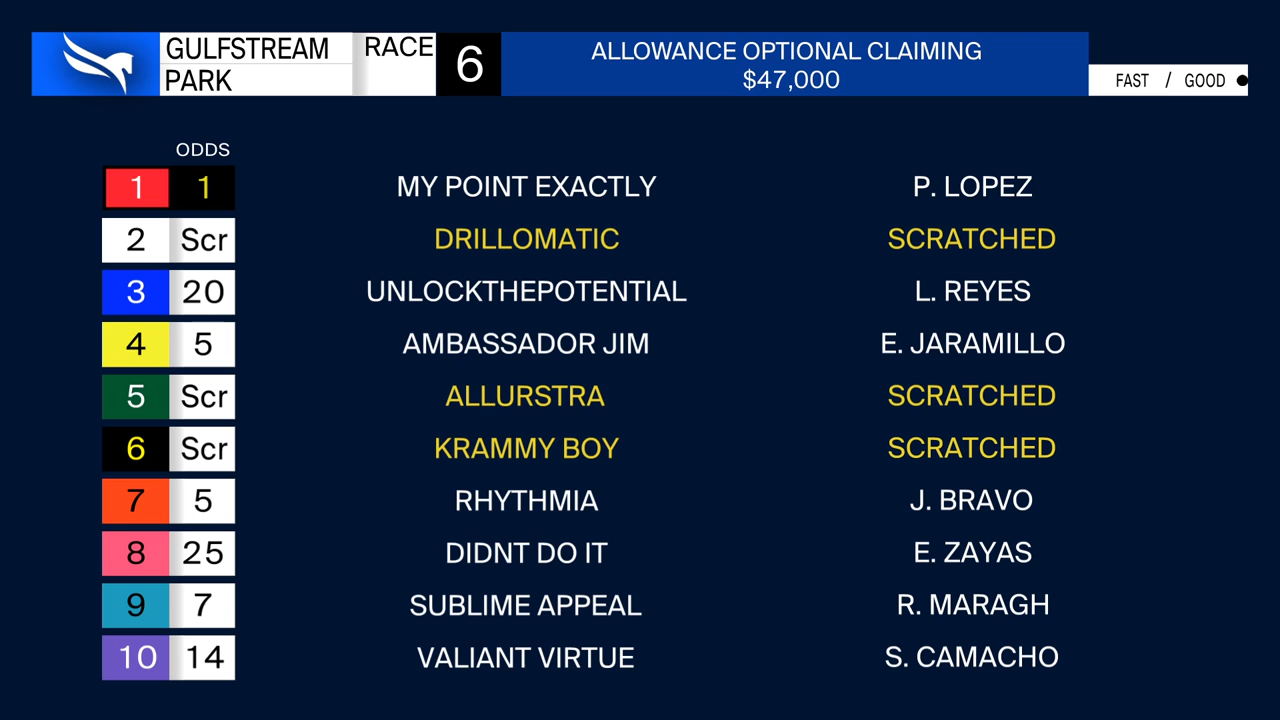 GULFSTREAM PARK RACE 6 ALLOWANCE OPTIONAL CLAIMING
$47,000
FAST / GOOD
ODDS
1 1 MY POINT EXACTLY P. LOPEZ
2 Scr DRILLOMATIC SCRATCHED
3 20 UNLOCKTHEPOTENTIAL L. REYES
4 5 AMBASSADOR JIM E. JARAMILLO
5 Scr ALLURSTRA SCRATCHED
6 Scr KRAMMY BOY SCRATCHED
7 5 RHYTHMIA J. BRAVO
8 25 DIDNT DO IT E. ZAYAS
9 7 SUBLIME APPEAL R. MARAGH
10 14 VALIANT VIRTUE S. CAMACHO